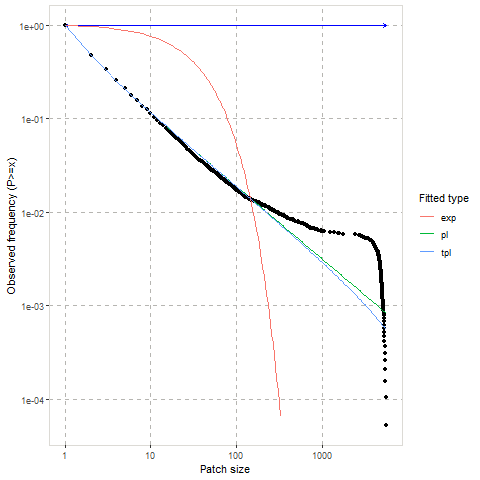 1e+00
1e-01
1e-02
1e-03
1e-04
Observed frequency (P>=x)
1
10
100
1000
Patch size
Fitted type
exp
pl
tpl